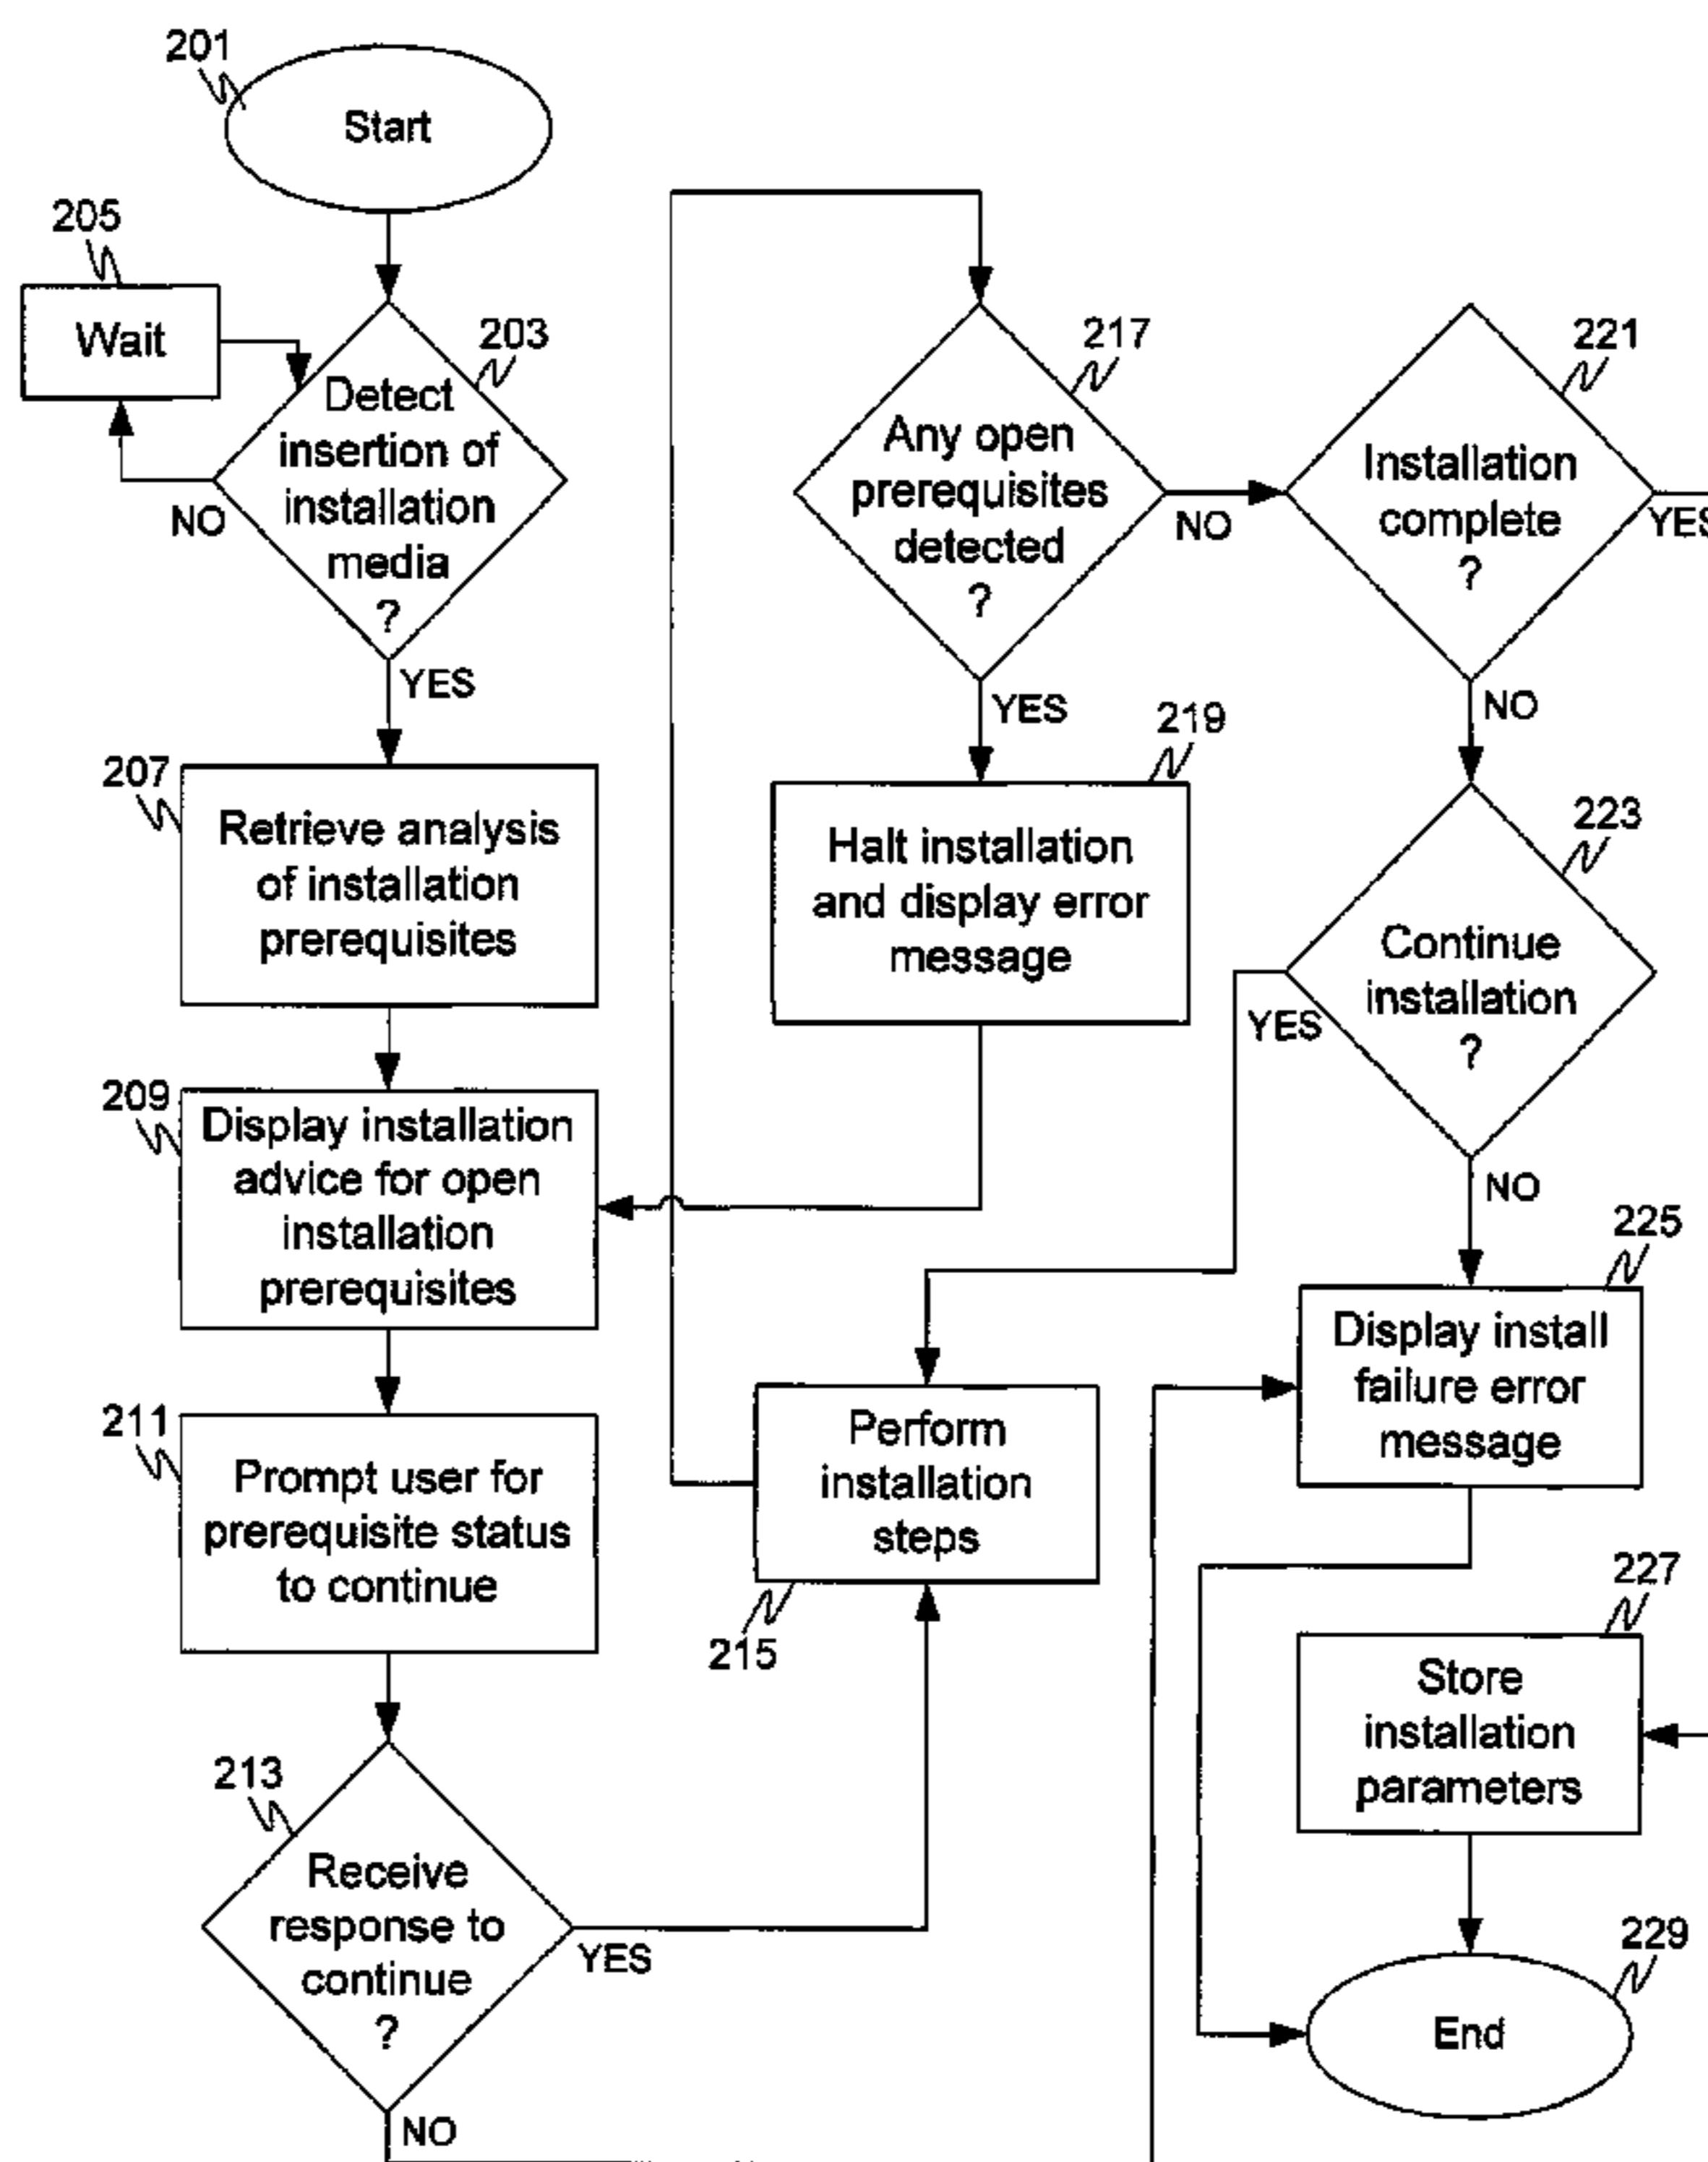 201
Start
205
Wait
203
Detect
insertion of
installation
media
?
NO
YES
207
Retrieve analysis
of installation
prerequisites
209
Display installation
advice for open
installation
prerequisites
211
Prompt user for
prerequisite status
to continue
213
Receive
response to
continue
?
YES
NO
215
Perform
installation
steps
217
Any open
prerequisites
detected
?
NO
YES
219
Halt installation
and display error
message
221
Installation
complete
?
YES
NO
223
Continue
installation
?
YES
NO
225
Display install
failure error
message
227
Store
installation
parameters
229
End